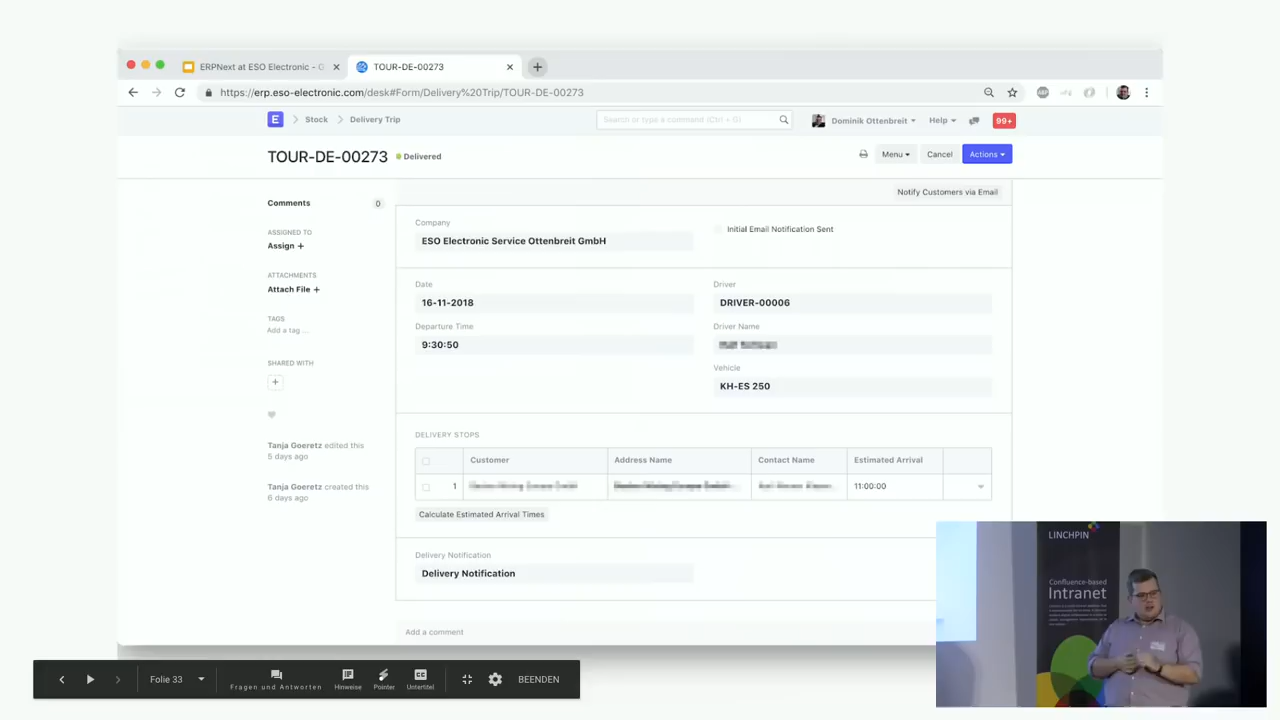 ERPNext at ESO Electronic - G
TOUR-DE-00273
https://erp.eso-electronic.com/desk#Form/Delivery%20Trip/TOUR-DE-00273
E
Stock
Delivery Trip
Search or type a command (Ctrl + G)
Dominik Ottenbreit
Help
99+
TOUR-DE-00273
Delivered
Menu
Cancel
Actions
Notify Customers via Email
Comments
0
ASSIGNED TO
Assign +
ATTACHMENTS
Attach File +
TAGS
Add a tag ...
SHARED WITH
+
Tanja Goeretz edited this
5 days ago
Tanja Goeretz created this
6 days ago
Company
ESO Electronic Service Ottenbreit GmbH
Initial Email Notification Sent
Date
16-11-2018
Driver
DRIVER-00006
Departure Time
9:30:50
Driver Name
Vehicle
KH-ES 250
DELIVERY STOPS
Customer
Address Name
Contact Name
Estimated Arrival
1
11:00:00
Calculate Estimated Arrival Times
Delivery Notification
Delivery Notification
Add a comment
LINCHPIN
Confluence-based
Intranet
Folie 33
Fragen und Antworten
Hinweise
Pointer
Untertitel
BEENDEN